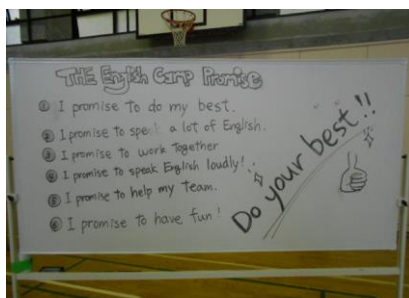 THE English Camp Promise
① I promise to do my best.
② I promise to speak a lot of English.
③ I promise to work Together
④ I promise to speak English loudly!
⑤ I promise to help my team.
⑥ I promise to have fun!
Do your best!!